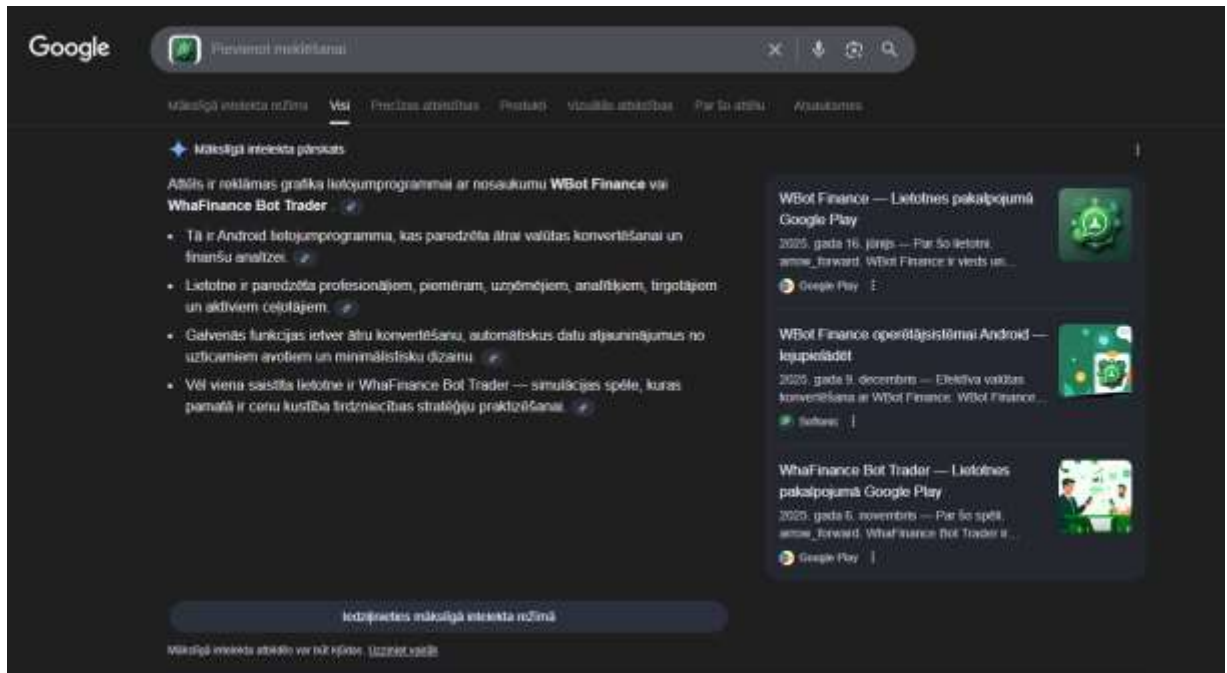 Google
Pievienot meklēšanai
Mākslīgā intelekta režīms Visi Precīzas atbilstības Produkti Vizuālās atbilstības Par šo attēlu Atsauksmes
Mākslīgā intelekta pārskats
Attēls ir reklāmas grafika lietojumprogrammai ar nosaukumu WBot Finance vai
WhaFinance Bot Trader .
• Tā ir Android lietojumprogramma, kas paredzēta ātrai valūtas konvertēšanai un
finanšu analīzei.
• Lietotne ir paredzēta profesionāļiem, piemēram, uzņēmējiem, analītiķiem, tirgotājiem
un aktīviem ceļotājiem.
• Galvenās funkcijas ietver ātru konvertēšanu, automātiskus datu atjauninājumus no
uzticamiem avotiem un minimālistisku dizainu.
• Vēl viena saistīta lietotne ir WhaFinance Bot Trader — simulācijas spēle, kuras
pamatā ir cenu kustība tirdzniecības stratēģiju praktizēšanai.
WBot Finance — Lietotnes pakalpojumā
Google Play
2025. gada 16. jūnijs — Par šo lietotni.
arrow_forward. WBot Finance ir vieds un...
Google Play
WBot Finance operētājsistēmai Android —
lejupielādēt
2025. gada 9. decembris — Efektīva valūtas
konvertēšana ar WBot Finance. WBot Finance...
Softonic
WhaFinance Bot Trader — Lietotnes
pakalpojumā Google Play
2025. gada 6. novembris — Par šo spēli.
arrow_forward. WhaFinance Bot Trader ir...
Google Play
Iedziļinieties mākslīgā intelekta režīmā
Mākslīgā intelekta atbildēs var būt kļūdas. Uzziniet vairāk